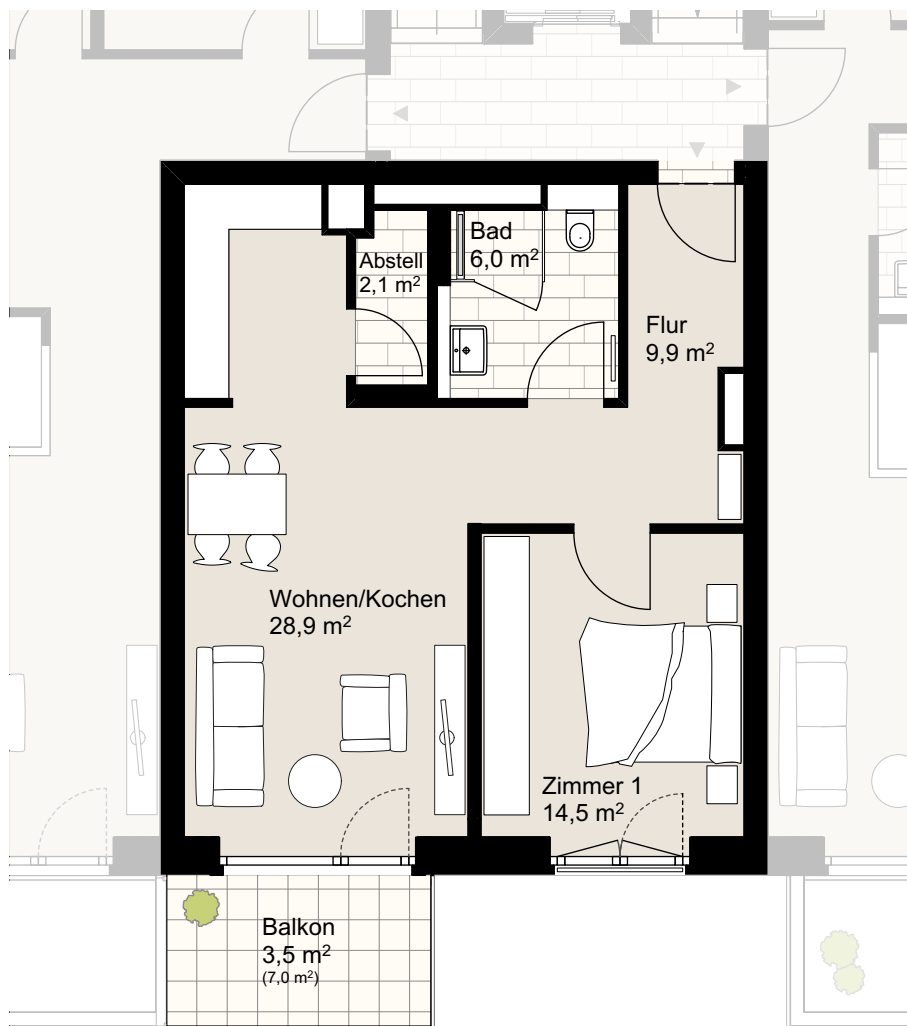 Bad
6,0 m²
Abstell
2,1 m²
Flur
9,9 m²
Wohnen/Kochen
28,9 m²
Zimmer 1
14,5 m²
Balkon
3,5 m²
(7,0 m²)